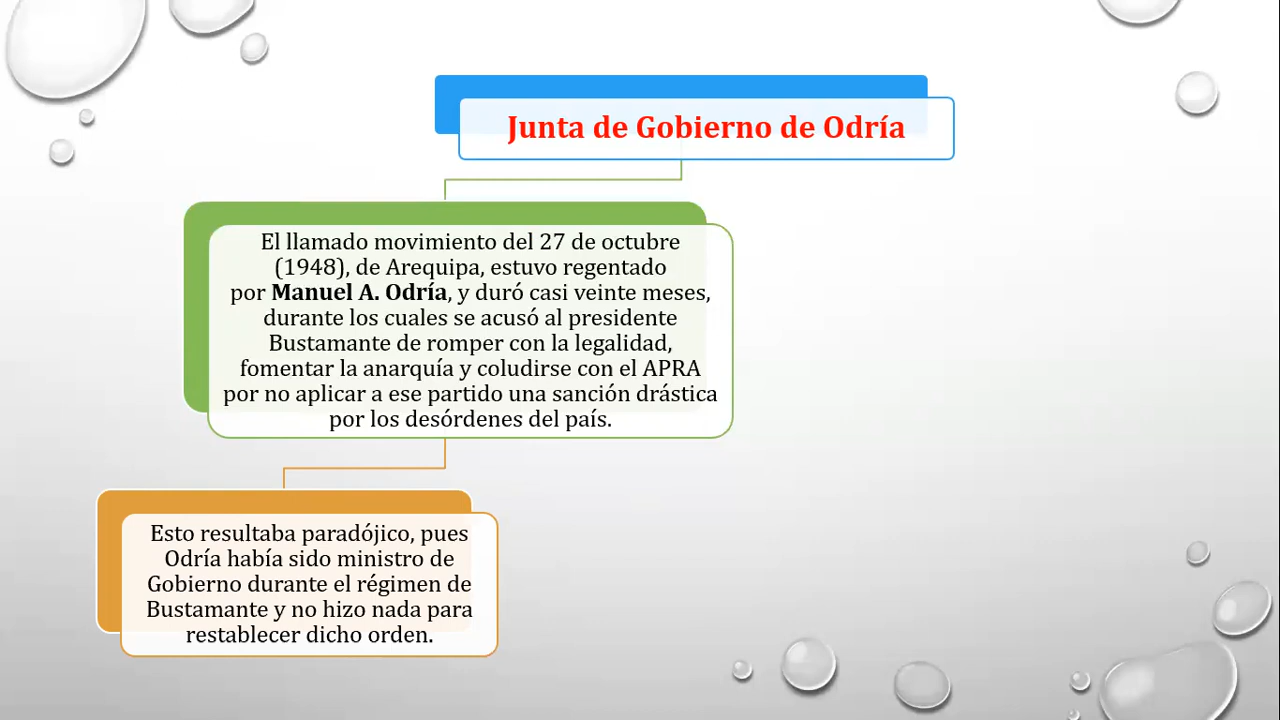 Junta de Gobierno de Odría
El llamado movimiento del 27 de octubre
(1948), de Arequipa, estuvo regentado
por Manuel A. Odría, y duró casi veinte meses,
durante los cuales se acusó al presidente
Bustamante de romper con la legalidad,
fomentar la anarquía y coludirse con el APRA
por no aplicar a ese partido una sanción drástica
por los desórdenes del país.
Esto resultaba paradójico, pues
Odría había sido ministro de
Gobierno durante el régimen de
Bustamante y no hizo nada para
restablecer dicho orden.